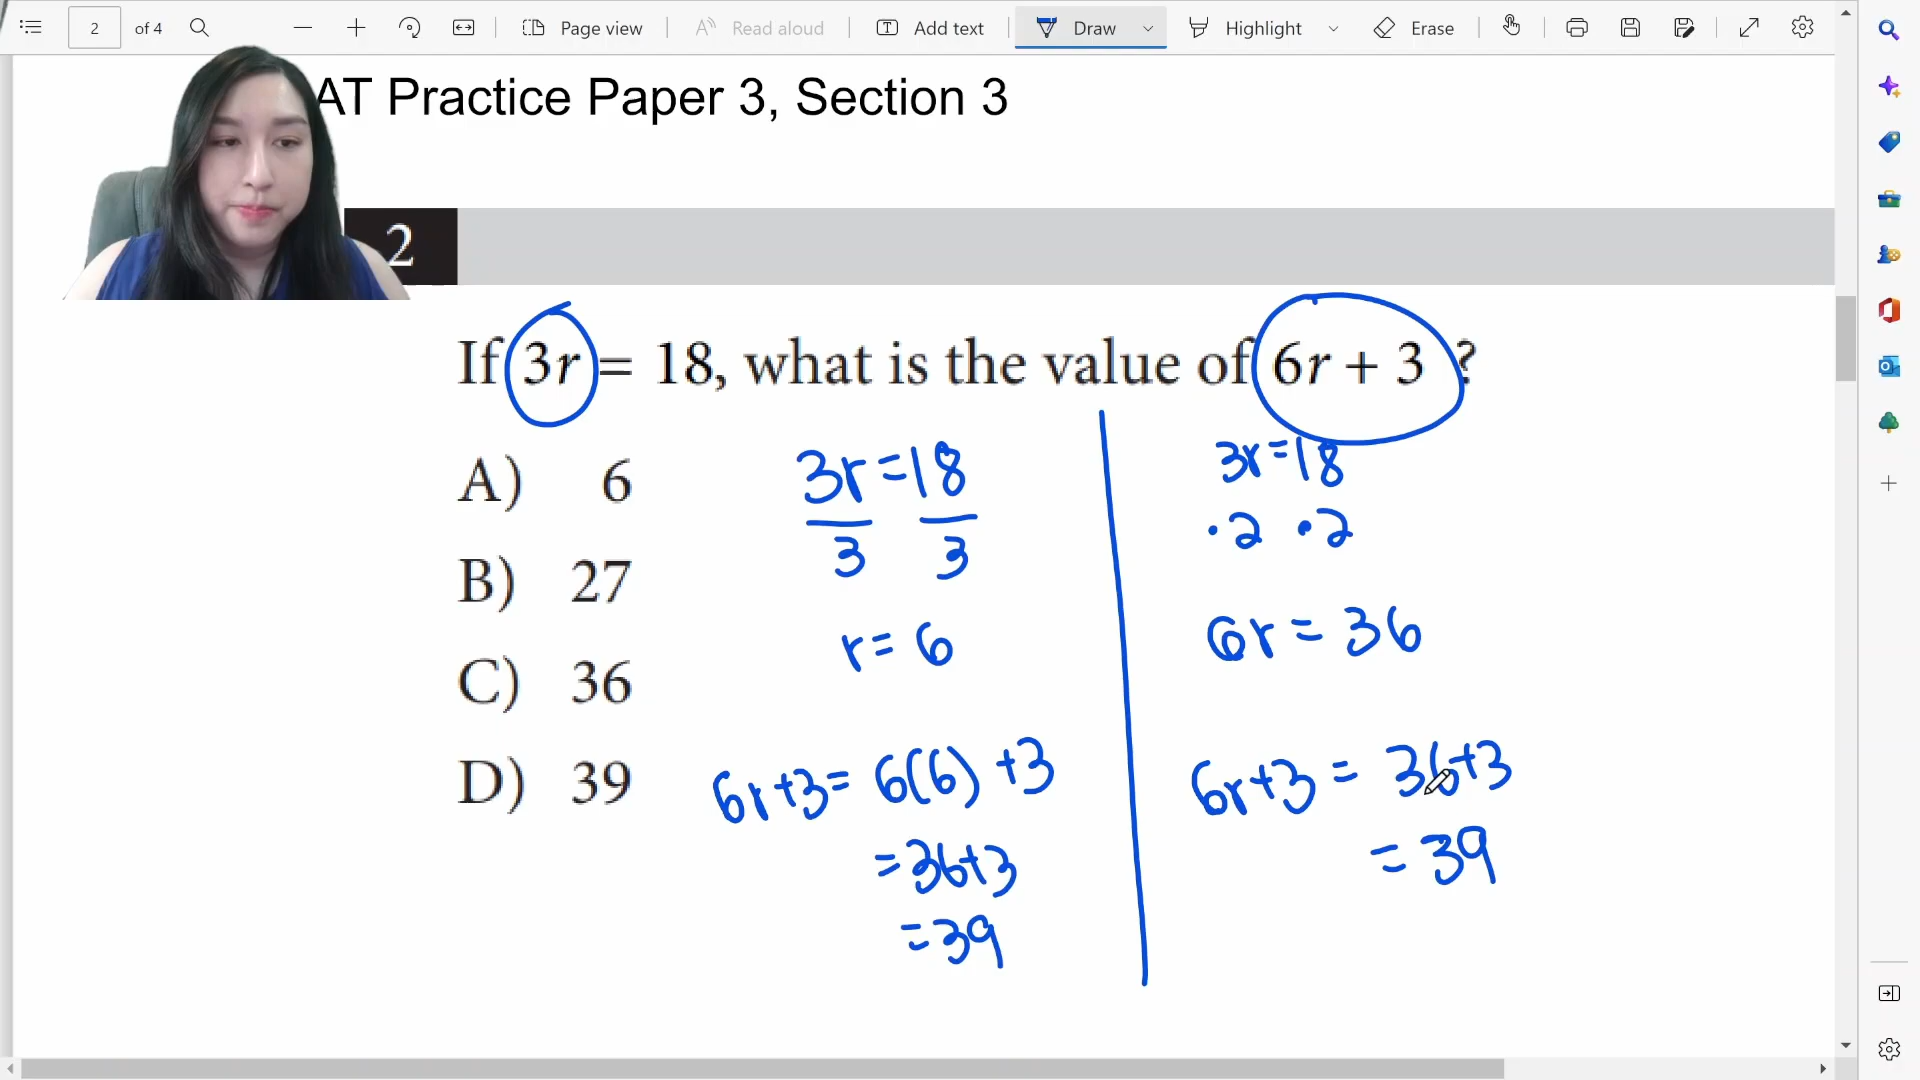 2 of 4 Page view Read aloud Add text Draw Highlight Erase
AT Practice Paper 3, Section 3
2
If 3r = 18, what is the value of 6r + 3 ?
A) 6
B) 27
C) 36
D) 39
3r=18
3 3
r= 6
6r+3= 6(6) +3
=36+3
=39
3r=18
·2 ·2
6r= 36
6r+3 = 36+3
= 39